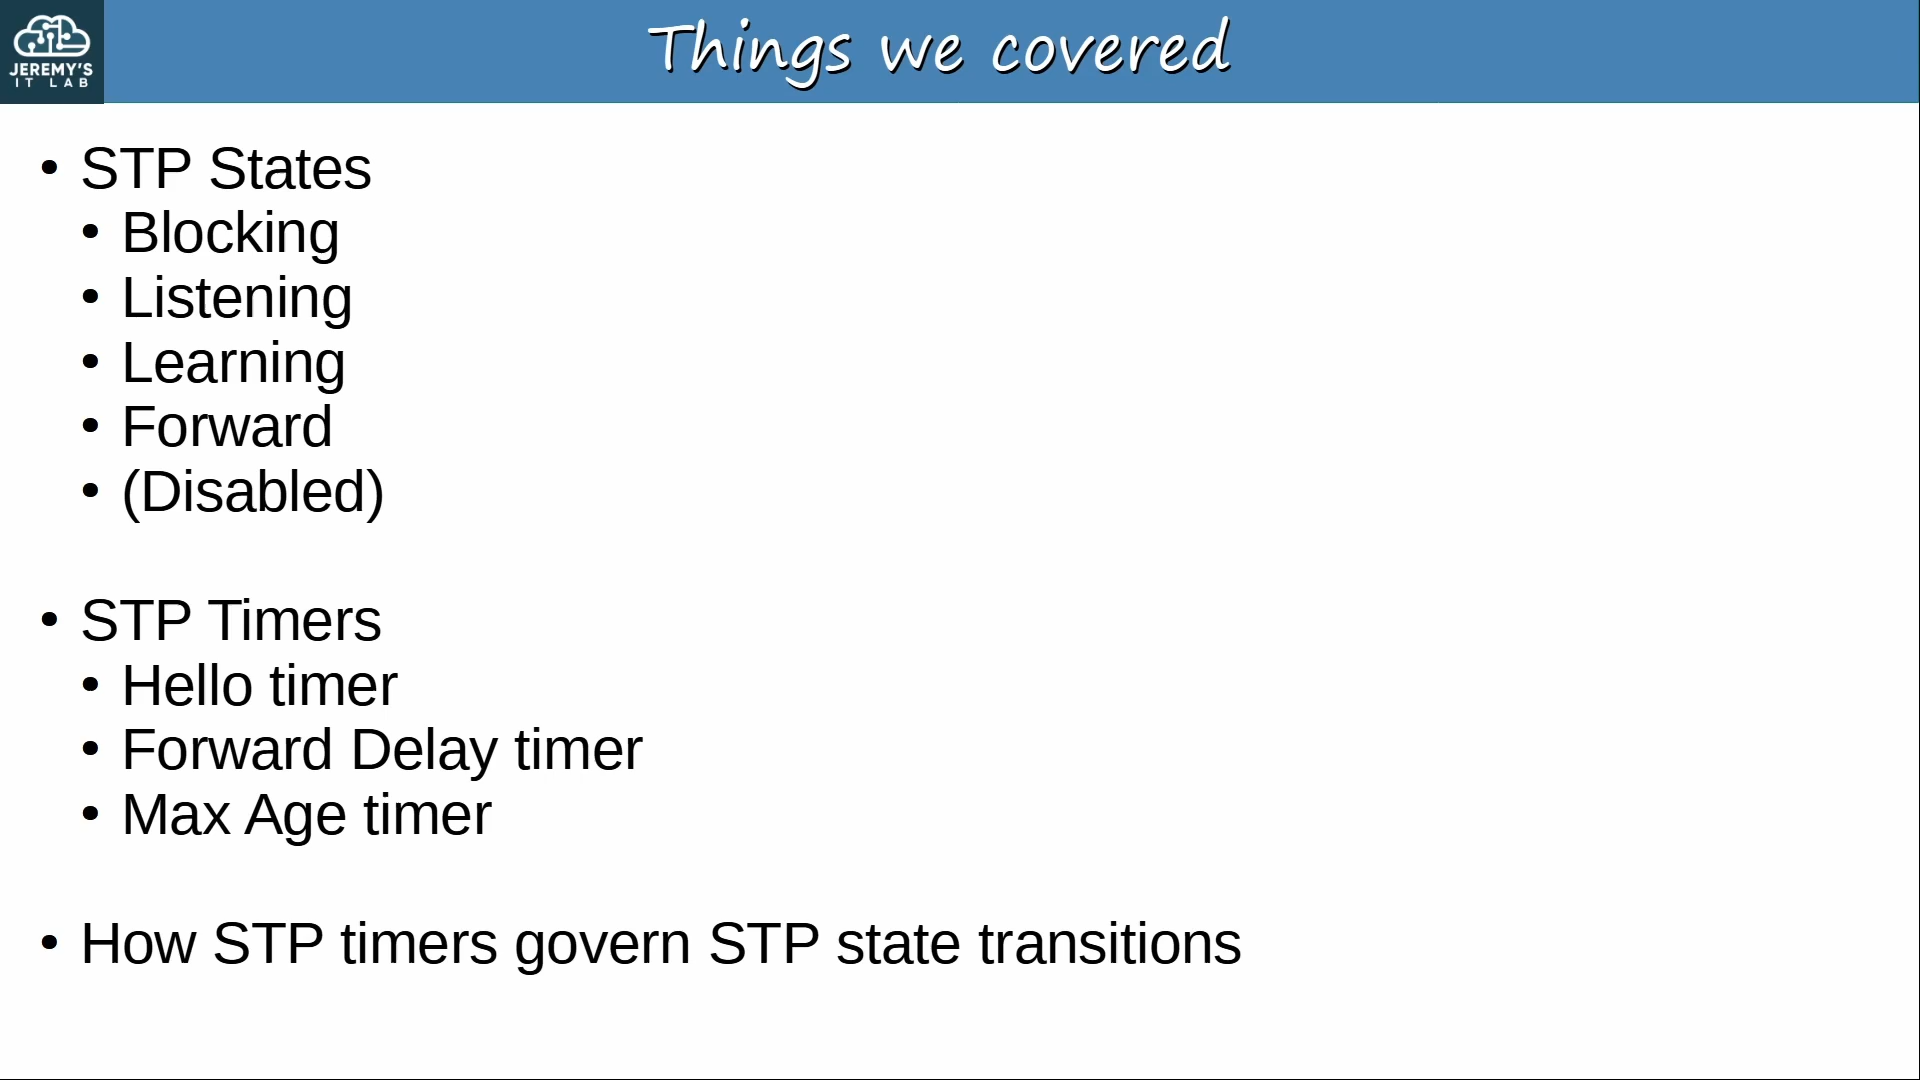 JEREMY'S
IT LAB
Things we covered
• STP States
• Blocking
• Listening
• Learning
• Forward
• (Disabled)
• STP Timers
• Hello timer
• Forward Delay timer
• Max Age timer
• How STP timers govern STP state transitions